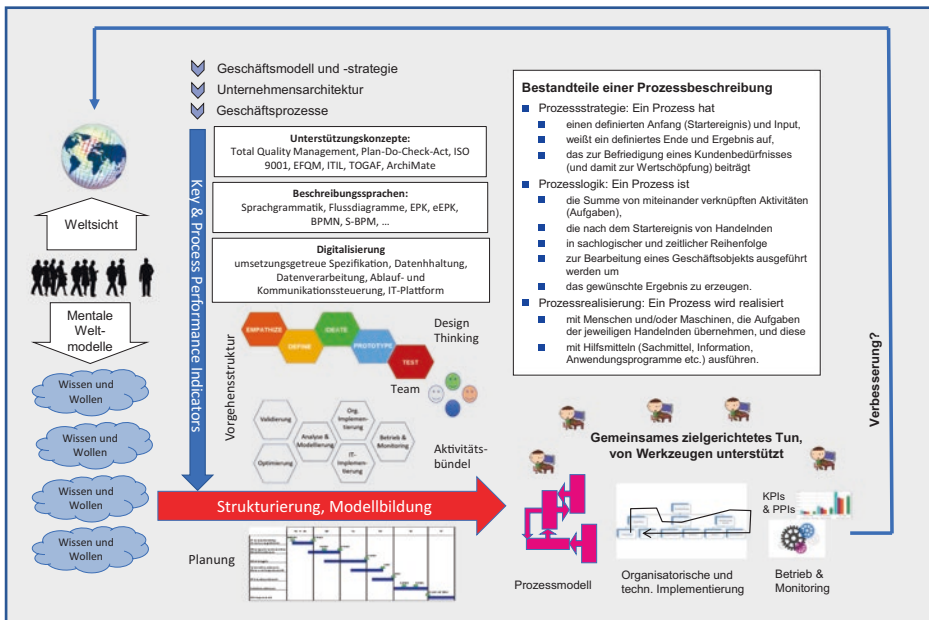 Geschäftsmodell und -strategie
Unternehmensarchitektur
Geschäftsprozesse
Key & Process Performance Indicators
Unterstützungskonzepte:
Total Quality Management, Plan-Do-Check-Act, ISO
9001, EFQM, ITIL, TOGAF, ArchiMate
Beschreibungssprachen:
Sprachgrammatik, Flussdiagramme, EPK, eEPK,
BPMN, S-BPM, ...
Digitalisierung
umsetzungsgetreue Spezifikation, Datenhhaltung,
Datenverarbeitung, Ablauf- und
Kommunikationssteuerung, IT-Plattform
Weltsicht
Mentale
Welt-
modelle
Wissen und
Wollen
Wissen und
Wollen
Wissen und
Wollen
Wissen und
Wollen
Vorgehensstruktur
EMPATHIZE
DEFINE
IDEATE
PROTOTYPE
TEST
Design
Thinking
Team
Validierung
Optimierung
Analyse &
Modellierung
Org.
Implemen-
tierung
IT-
Implemen-
tierung
Betrieb &
Monitoring
Aktivitäts-
bündel
Strukturierung, Modellbildung
Planung
Bestandteile einer Prozessbeschreibung
Prozessstrategie: Ein Prozess hat
einen definierten Anfang (Startereignis) und Input,
weißt ein definiertes Ende und Ergebnis auf,
das zur Befriedigung eines Kundenbedürfnisses
(und damit zur Wertschöpfung) beiträgt
Prozesslogik: Ein Prozess ist
die Summe von miteinander verknüpften Aktivitäten
(Aufgaben),
die nach dem Startereignis von Handelnden
in sachlogischer und zeitlicher Reihenfolge
zur Bearbeitung eines Geschäftsobjekts ausgeführt
werden um
das gewünschte Ergebnis zu erzeugen.
Prozessrealisierung: Ein Prozess wird realisiert
mit Menschen und/oder Maschinen, die Aufgaben
der jeweiligen Handelnden übernehmen, und diese
mit Hilfsmitteln (Sachmittel, Information,
Anwendungsprogramme etc.) ausführen.
Gemeinsames zielgerichtetes Tun,
von Werkzeugen unterstützt
KPIs
& PPIs
Prozessmodell
Organisatorische und
techn. Implementierung
Betrieb &
Monitoring
Verbesserung?